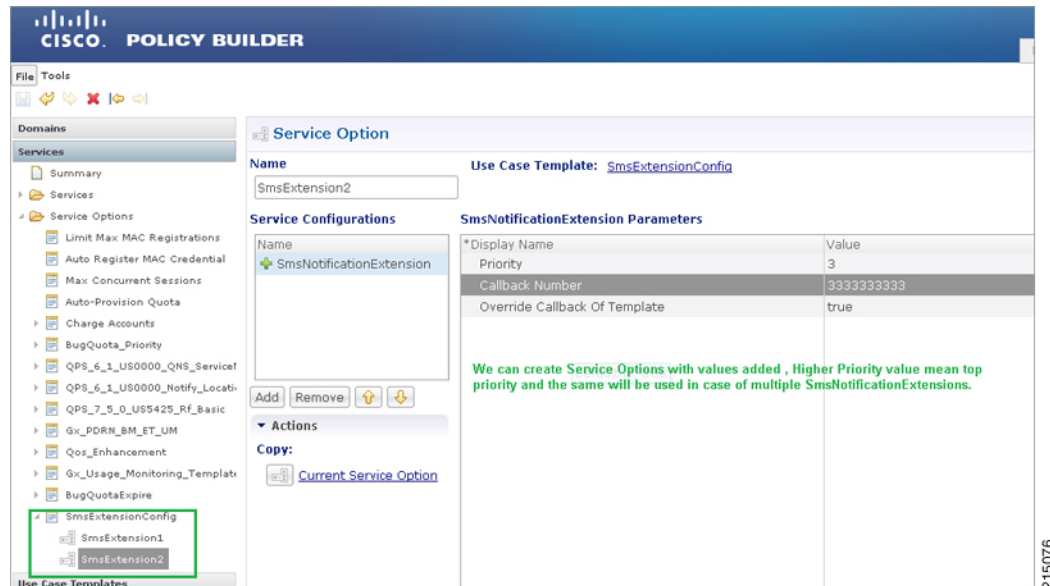 CISCO. POLICY BUILDER
File Tools
Domains
Services
Summary
Services
Service Options
Limit Max MAC Registrations
Auto Register MAC Credential
Max Concurrent Sessions
Auto-Provision Quota
Charge Accounts
BugQuota_Priority
QPS_6_1_US0000_QNS_Service
QPS_6_1_US0000_Notify_Locati
QPS_7_5_0_US5425_Rf_Basic
Gx_PDRN_BM_ET_UM
Qos_Enhancement
Gx_Usage_Monitoring_Template
BugQuotaExpire
SmsExtensionConfig
SmsExtension1
SmsExtension2
Use Case Templates
Service Option
Name
SmsExtension2
Use Case Template: SmsExtensionConfig
Service Configurations
Name
SmsNotificationExtension
Add Remove
Actions
Copy:
Current Service Option
SmsNotificationExtension Parameters
*Display Name Value
Priority 3
Callback Number 3333333333
Override Callback Of Template true
We can create Service Options with values added , Higher Priority value mean top
priority and the same will be used in case of multiple SmsNotificationExtensions.